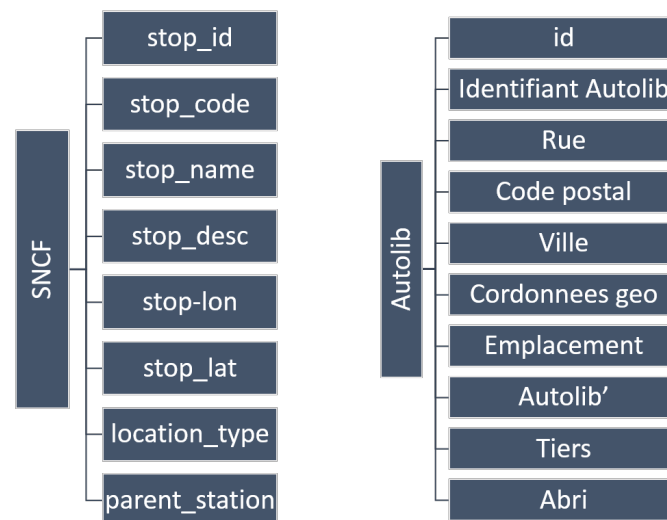 SNCF
stop_id
stop_code
stop_name
stop_desc
stop-lon
stop_lat
location_type
parent_station
Autolib
id
Identifiant Autolib
Rue
Code postal
Ville
Cordonnees geo
Emplacement
Autolib’
Tiers
Abri